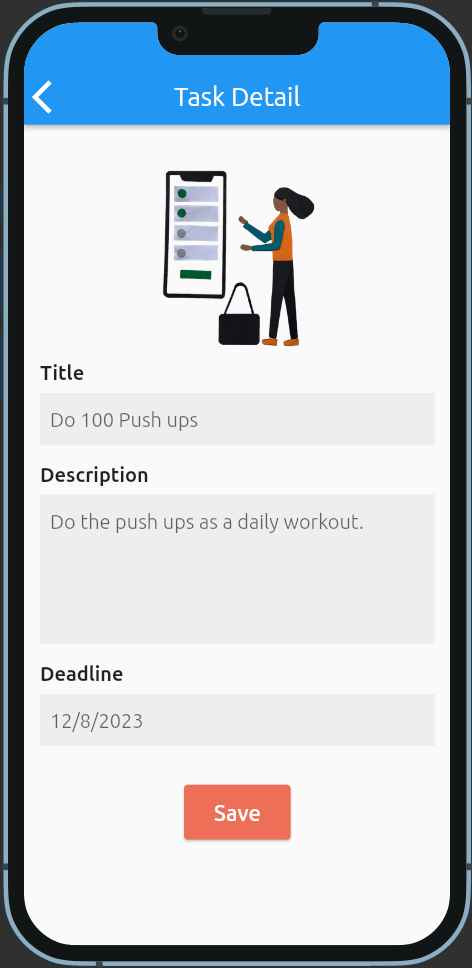 Task Detail
Title
Do 100 Push ups
Description
Do the push ups as a daily workout.
Deadline
12/8/2023
Save